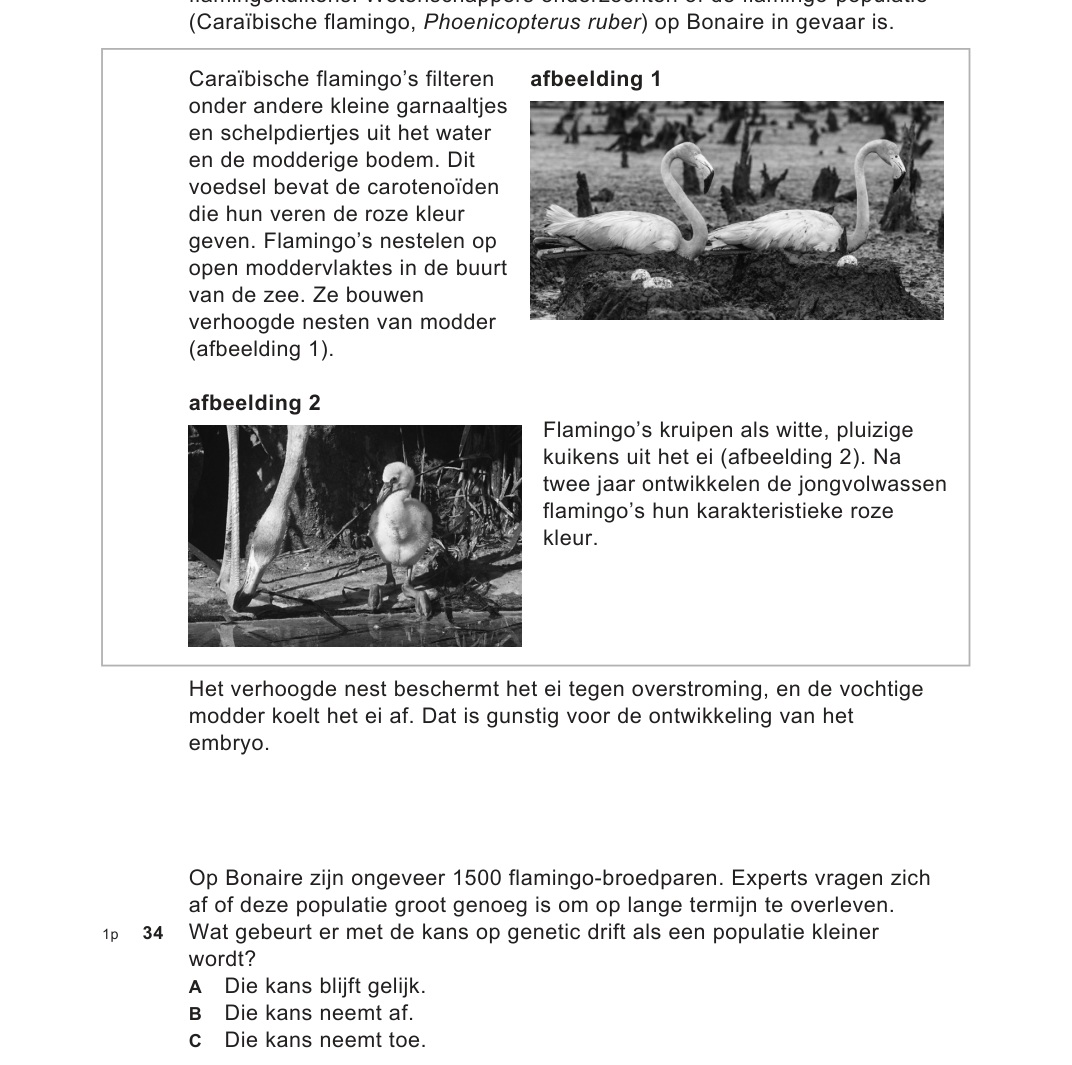 (Caraïbische flamingo, Phoenicopterus ruber) op Bonaire in gevaar is.
Caraïbische flamingo’s filteren
onder andere kleine garnaaltjes
en schelpdiertjes uit het water
en de modderige bodem. Dit
voedsel bevat de carotenoïden
die hun veren de roze kleur
geven. Flamingo’s nestelen op
open moddervlaktes in de buurt
van de zee. Ze bouwen
verhoogde nesten van modder
(afbeelding 1).
afbeelding 1
afbeelding 2
Flamingo’s kruipen als witte, pluizige
kuikens uit het ei (afbeelding 2). Na
twee jaar ontwikkelen de jongvolwassen
flamingo’s hun karakteristieke roze
kleur.
Het verhoogde nest beschermt het ei tegen overstroming, en de vochtige
modder koelt het ei af. Dat is gunstig voor de ontwikkeling van het
embryo.
Op Bonaire zijn ongeveer 1500 flamingo-broedparen. Experts vragen zich
af of deze populatie groot genoeg is om op lange termijn te overleven.
1p 34 Wat gebeurt er met de kans op genetic drift als een populatie kleiner
wordt?
A Die kans blijft gelijk.
B Die kans neemt af.
C Die kans neemt toe.